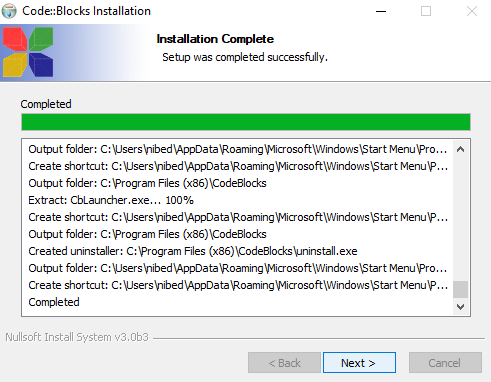 Code::Blocks Installation
Installation Complete
Setup was completed successfully.
Completed
Output folder: C:\Users\nibed\AppData\Roaming\Microsoft\Windows\Start Menu\Pro...
Create shortcut: C:\Users\nibed\AppData\Roaming\Microsoft\Windows\Start Menu\P...
Output folder: C:\Program Files (x86)\CodeBlocks
Extract: CbLauncher.exe... 100%
Create shortcut: C:\Users\nibed\AppData\Roaming\Microsoft\Windows\Start Menu\P...
Output folder: C:\Program Files (x86)\CodeBlocks
Created uninstaller: C:\Program Files (x86)\CodeBlocks\uninstall.exe
Output folder: C:\Users\nibed\AppData\Roaming\Microsoft\Windows\Start Menu\Pro...
Create shortcut: C:\Users\nibed\AppData\Roaming\Microsoft\Windows\Start Menu\P...
Completed
Nullsoft Install System v3.0b3
< Back Next > Cancel